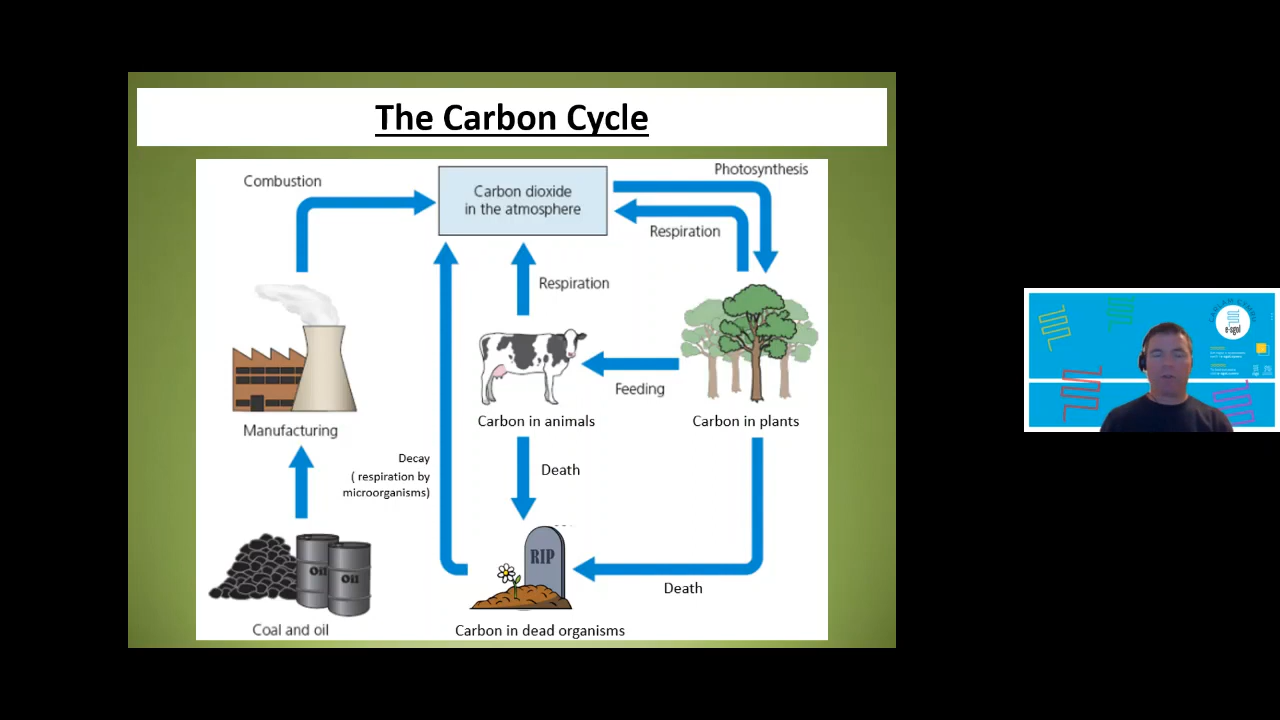 The Carbon Cycle
Combustion
Carbon dioxide
in the atmosphere
Photosynthesis
Respiration
Respiration
Feeding
Carbon in animals
Carbon in plants
Manufacturing
Decay
( respiration by
microorganisms)
Death
RIP
Oil
Oil
Death
Coal and oil
Carbon in dead organisms
e-sgol